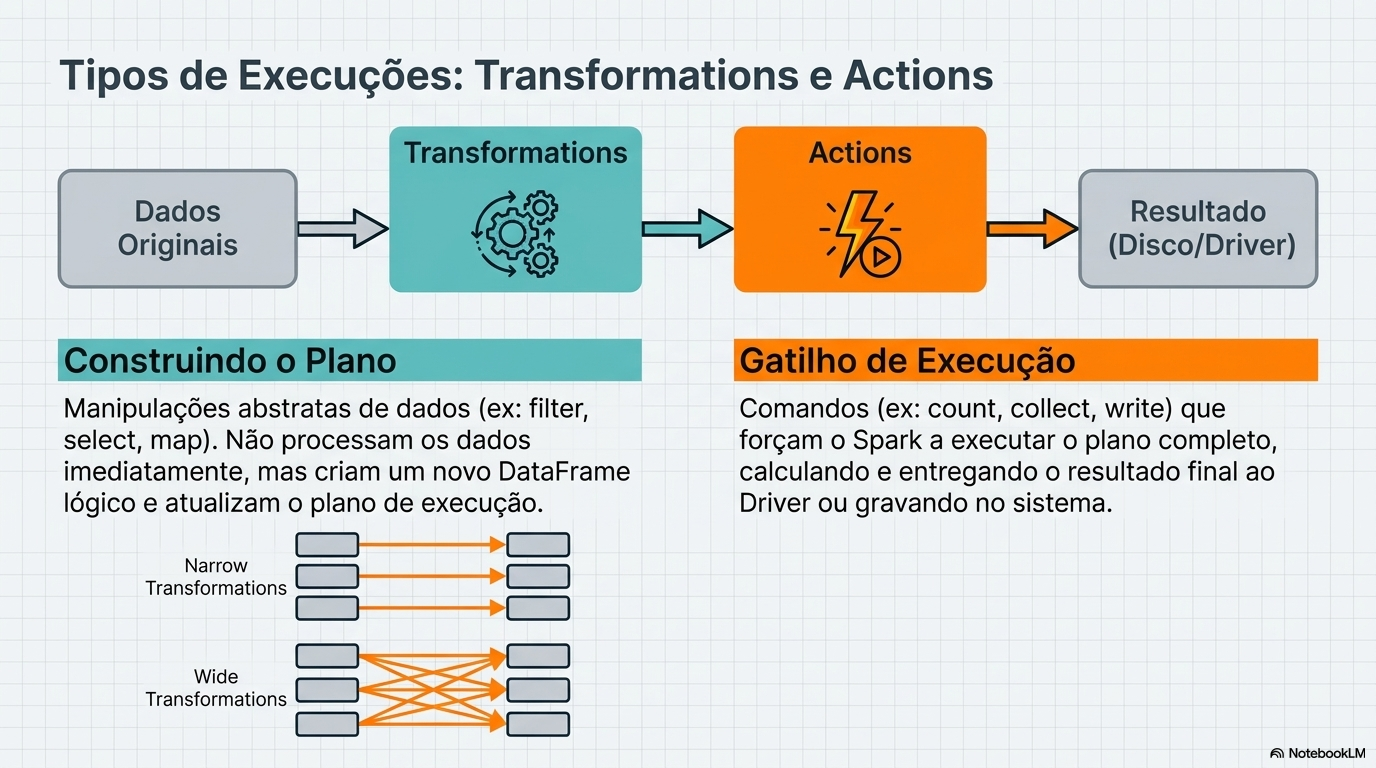 Tipos de Execuções: Transformations e Actions
Dados
Originais
Transformations
Actions
Resultado
(Disco/Driver)
Construindo o Plano
Manipulações abstratas de dados (ex: filter,
select, map). Não processam os dados
imediatamente, mas criam um novo DataFrame
lógico e atualizam o plano de execução.
Narrow
Transformations
Wide
Transformations
Gatilho de Execução
Comandos (ex: count, collect, write) que
forçam o Spark a executar o plano completo,
calculando e entregando o resultado final ao
Driver ou gravando no sistema.
NotebookLM